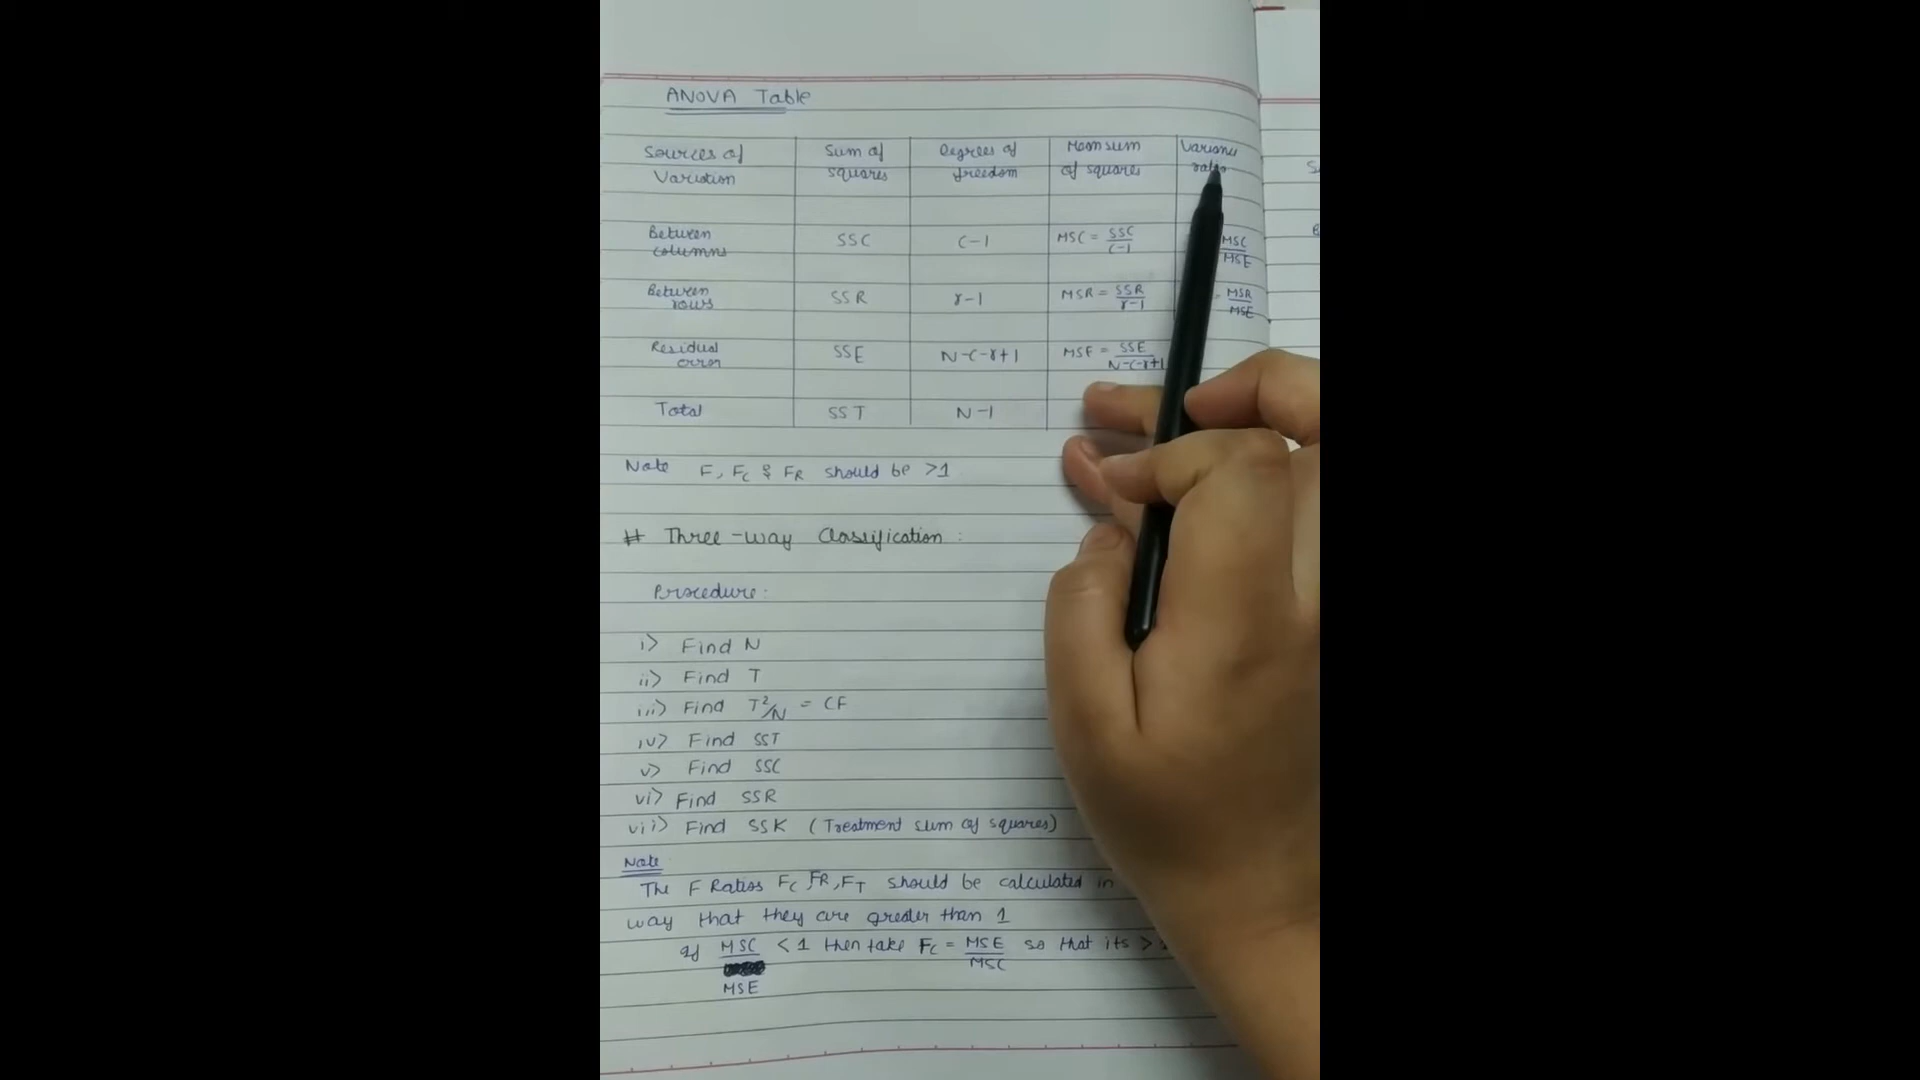 ANOVA Table
Sources of Variation | Sum of squares | Degrees of freedom | Mean sum of squares | Variance ratio
Between columns | SSC | C-1 | MSC = SSC/C-1 | MSC/MSE
Between rows | SSR | r-1 | MSR = SSR/r-1 | = MSR/MSE
Residual error | SSE | N-C-r+1 | MSE = SSE/N-C-r+1
Total | SST | N-1
Note F, FC & FR should be >1
# Three-way Classification :
Procedure:
i> Find N
ii> Find T
iii> Find T²/N = CF
iv> Find SST
v> Find SSC
vi> Find SSR
vii> Find SSK (Treatment sum of squares)
Note
The F Ratios FC, FR, FT should be calculated in
way that they are greater than 1
If MSC/MSE < 1 then take FC = MSE/MSC so that its >